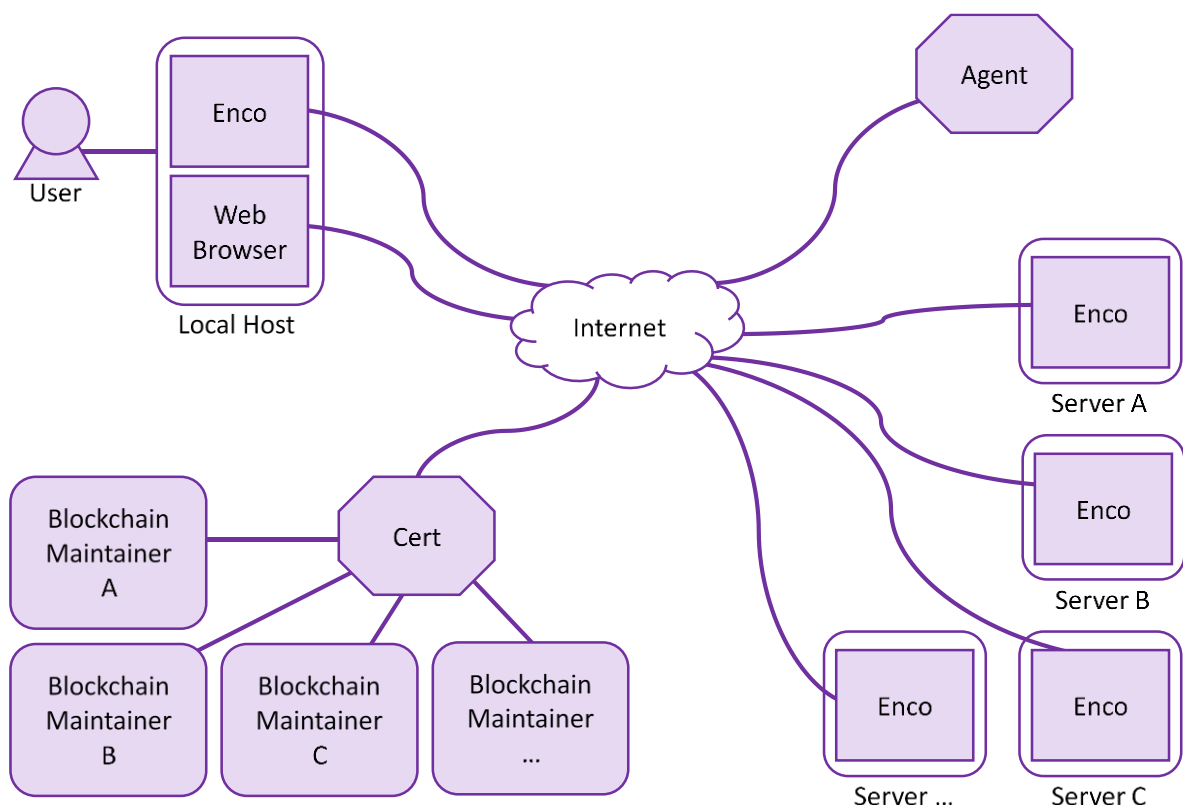 Enco
Agent
User
Web
Browser
Local Host
Internet
Enco
Server A
Enco
Server B
Blockchain
Maintainer
A
Cert
Blockchain
Maintainer
B
Blockchain
Maintainer
C
Blockchain
Maintainer
...
Enco
Server ...
Enco
Server C